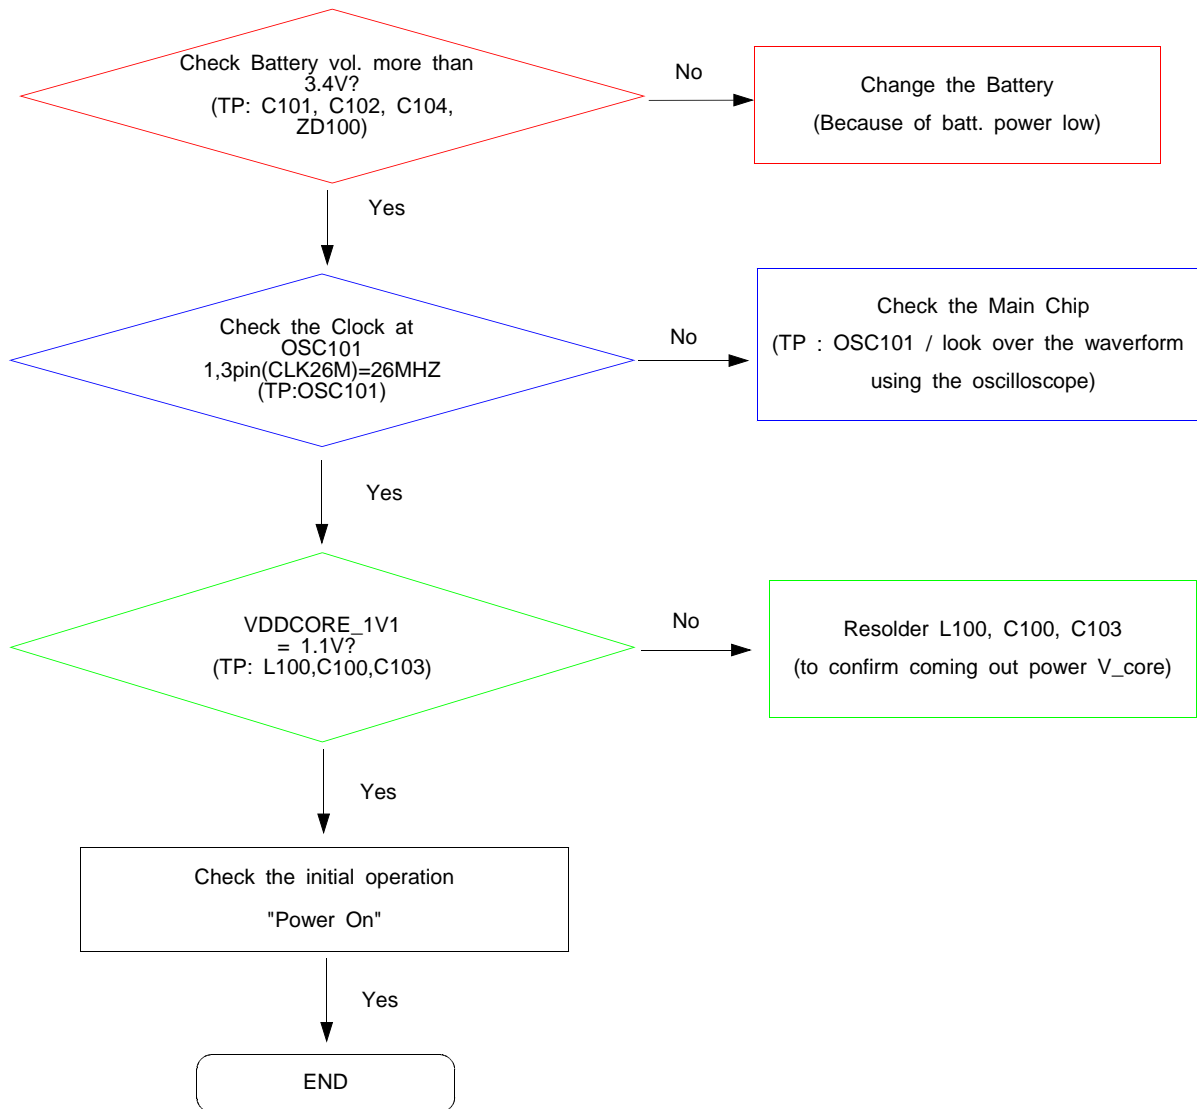 Check Battery vol. more than
3.4V?
(TP: C101, C102, C104,
ZD100)
No
Change the Battery
(Because of batt. power low)
Yes
Check the Clock at
OSC101
1,3pin(CLK26M)=26MHZ
(TP:OSC101)
No
Check the Main Chip
(TP : OSC101 / look over the waverform
using the oscilloscope)
Yes
VDDCORE_1V1
= 1.1V?
(TP: L100,C100,C103)
No
Resolder L100, C100, C103
(to confirm coming out power V_core)
Yes
Check the initial operation
"Power On"
Yes
END